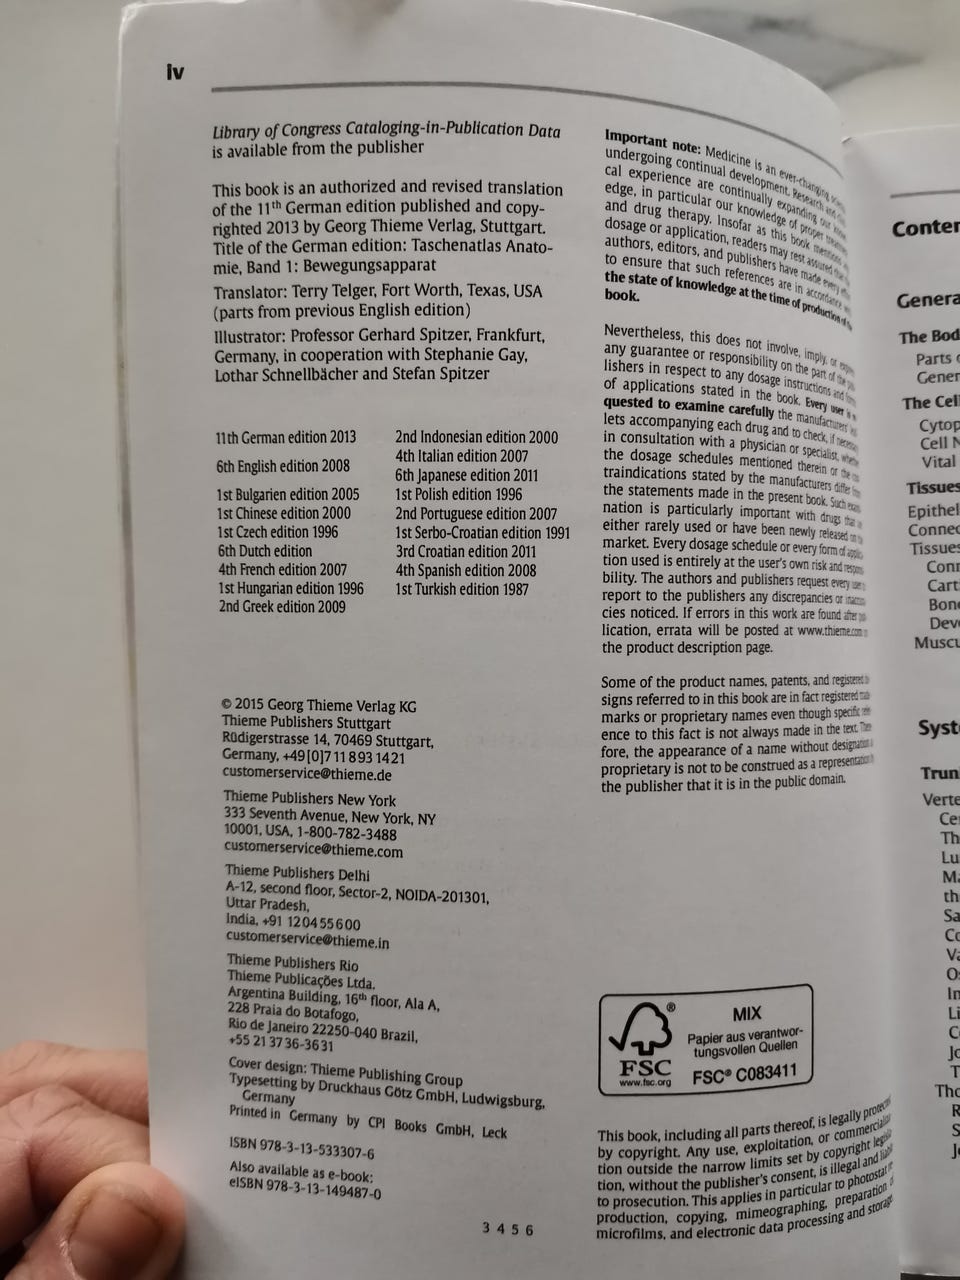 iv
Library of Congress Cataloging-in-Publication Data
is available from the publisher
This book is an authorized and revised translation
of the 11th German edition published and copy-
righted 2013 by Georg Thieme Verlag, Stuttgart.
Title of the German edition: Taschenatlas Anato-
mie, Band 1: Bewegungsapparat
Translator: Terry Telger, Fort Worth, Texas, USA
(parts from previous English edition)
Illustrator: Professor Gerhard Spitzer, Frankfurt,
Germany, in cooperation with Stephanie Gay,
Lothar Schnellbächer and Stefan Spitzer
11th German edition 2013
6th English edition 2008
1st Bulgarien edition 2005
1st Chinese edition 2000
1st Czech edition 1996
6th Dutch edition
4th French edition 2007
1st Hungarian edition 1996
2nd Greek edition 2009
2nd Indonesian edition 2000
4th Italian edition 2007
6th Japanese edition 2011
1st Polish edition 1996
2nd Portuguese edition 2007
1st Serbo-Croatian edition 1991
3rd Croatian edition 2011
4th Spanish edition 2008
1st Turkish edition 1987
© 2015 Georg Thieme Verlag KG
Thieme Publishers Stuttgart
Rüdigerstrasse 14, 70469 Stuttgart,
Germany, +49[0]7 11 8 93 14 21
customerservice@thieme.de
Thieme Publishers New York
333 Seventh Avenue, New York, NY
10001, USA, 1-800-782-3488
customerservice@thieme.com
Thieme Publishers Delhi
A-12, second floor, Sector-2, NOIDA-201301,
Uttar Pradesh,
India, +91 120 45 56 00
customerservice@thieme.in
Thieme Publishers Rio
Thieme Publicações Ltda.
Argentina Building, 16th floor, Ala A,
228 Praia do Botafogo,
Rio de Janeiro 22250-040 Brazil,
+55 21 37 36-36 31
Cover design: Thieme Publishing Group
Typesetting by Druckhaus Götz GmbH, Ludwigsburg,
Germany
Printed in Germany by CPI Books GmbH, Leck
ISBN 978-3-13-533307-6
Also available as e-book:
eISBN 978-3-13-149487-0
3 4 5 6
Important note: Medicine is an ever-changing
undergoing continual development. Research and
cal experience are continually expanding our
edge, in particular our knowledge of proper
and drug therapy. Insofar as this book mentions
dosage or application, readers may rest assured
authors, editors, and publishers have made every
to ensure that such references are in accordance
the state of knowledge at the time of production of
book.
Nevertheless, this does not involve, imply, or
any guarantee or responsibility on the part of the
lishers in respect to any dosage instructions and
of applications stated in the book. Every user is
quested to examine carefully the manufacturers'
lets accompanying each drug and to check, if
in consultation with a physician or specialist,
the dosage schedules mentioned therein or the
traindications stated by the manufacturers differ
the statements made in the present book. Such
nation is particularly important with drugs that
either rarely used or have been newly released on
market. Every dosage schedule or every form of
tion used is entirely at the user's own risk and
bility. The authors and publishers request every
report to the publishers any discrepancies or
cies noticed. If errors in this work are found after
lication, errata will be posted at www.thieme.com
the product description page.
Some of the product names, patents, and registered
signs referred to in this book are in fact registered
marks or proprietary names even though specific
ence to this fact is not always made in the text.
fore, the appearance of a name without designation
proprietary is not to be construed as a representation
the publisher that it is in the public domain.
FSC
www.fsc.org
MIX
Papier aus verantwor-
tungsvollen Quellen
FSC® C083411
This book, including all parts thereof, is legally protected
by copyright. Any use, exploitation, or
tion outside the narrow limits set by copyright
tion, without the publisher's consent, is illegal and
to prosecution. This applies in particular to photostat
production, copying, mimeographing, preparation
microfilms, and electronic data processing and
The Cell
Parts
Vital